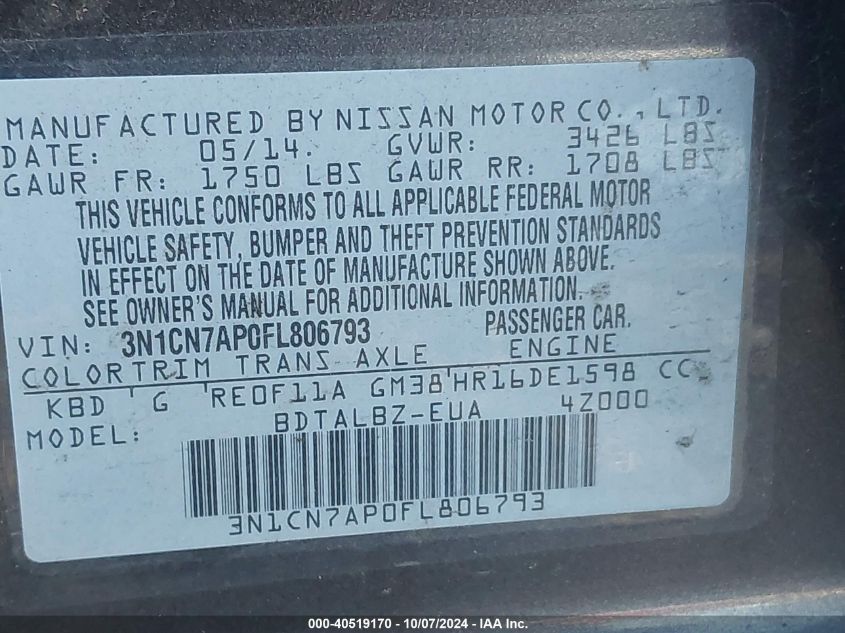 MANUFACTURED BY NISSAN MOTOR CO., LTD.
DATE: 05/14. GVWR: 3426 LBS
GAWR FR: 1750 LBS GAWR RR: 1708 LBS
THIS VEHICLE CONFORMS TO ALL APPLICABLE FEDERAL MOTOR
VEHICLE SAFETY, BUMPER AND THEFT PREVENTION STANDARDS
IN EFFECT ON THE DATE OF MANUFACTURE SHOWN ABOVE.
SEE OWNER'S MANUAL FOR ADDITIONAL INFORMATION.
VIN: 3N1CN7AP0FL806793 PASSENGER CAR.
COLOR TRIM TRANS AXLE ENGINE
KBD G RE0F11A GM38 HR16DE1598 CC
MODEL: BDTALBZ-EUA 4Z000
3N1CN7AP0FL806793
000-40519170 - 10/07/2024 - IAA Inc.